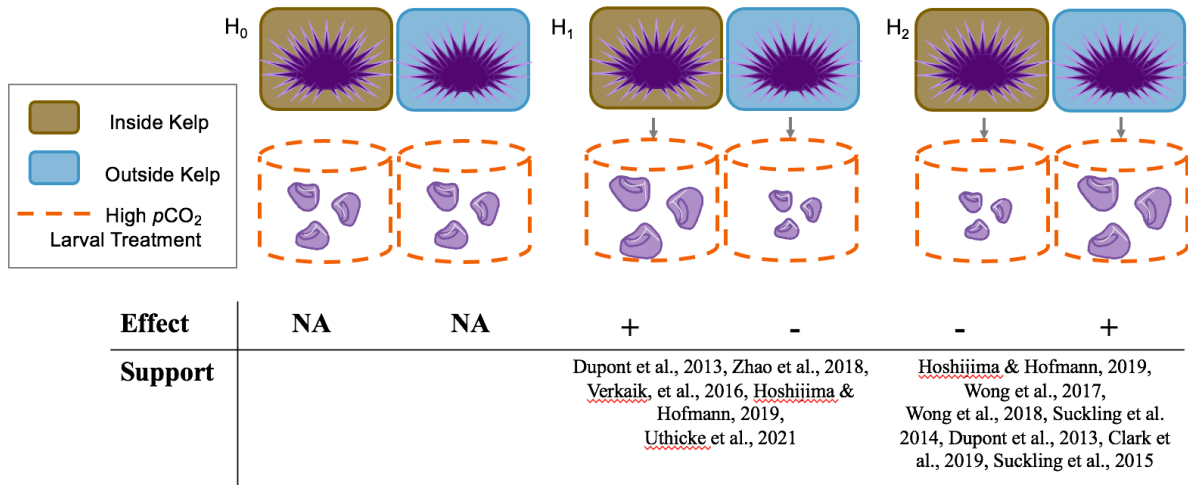 H0
H1
H2
Inside Kelp
Outside Kelp
High pCO2
Larval Treatment
Effect
NA
NA
+
-
-
+
Support
Dupont et al., 2013, Zhao et al., 2018,
Verkaik, et al., 2016, Hoshijima &
Hofmann, 2019,
Uthicke et al., 2021
Hoshijima & Hofmann, 2019,
Wong et al., 2017,
Wong et al., 2018, Suckling et al.
2014, Dupont et al., 2013, Clark et
al., 2019, Suckling et al., 2015